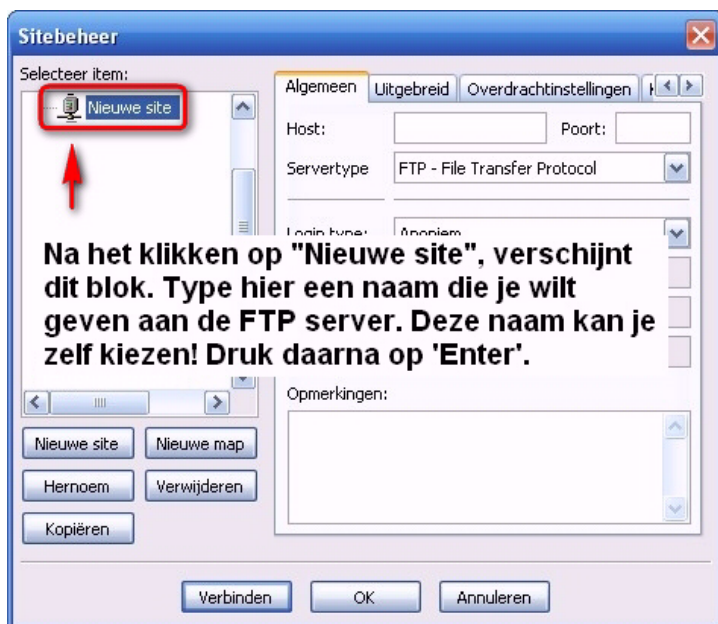 Sitebeheer
Selecteer item:
Nieuwe site
Algemeen
Uitgebreid
Overdrachtinstellingen
Host:
Poort:
Servertype
FTP - File Transfer Protocol
Login type:
Anoniem
Na het klikken op "Nieuwe site", verschijnt
dit blok. Type hier een naam die je wilt
geven aan de FTP server. Deze naam kan je
zelf kiezen! Druk daarna op 'Enter'.
Opmerkingen:
Nieuwe site
Nieuwe map
Hernoem
Verwijderen
Kopiëren
Verbinden
OK
Annuleren